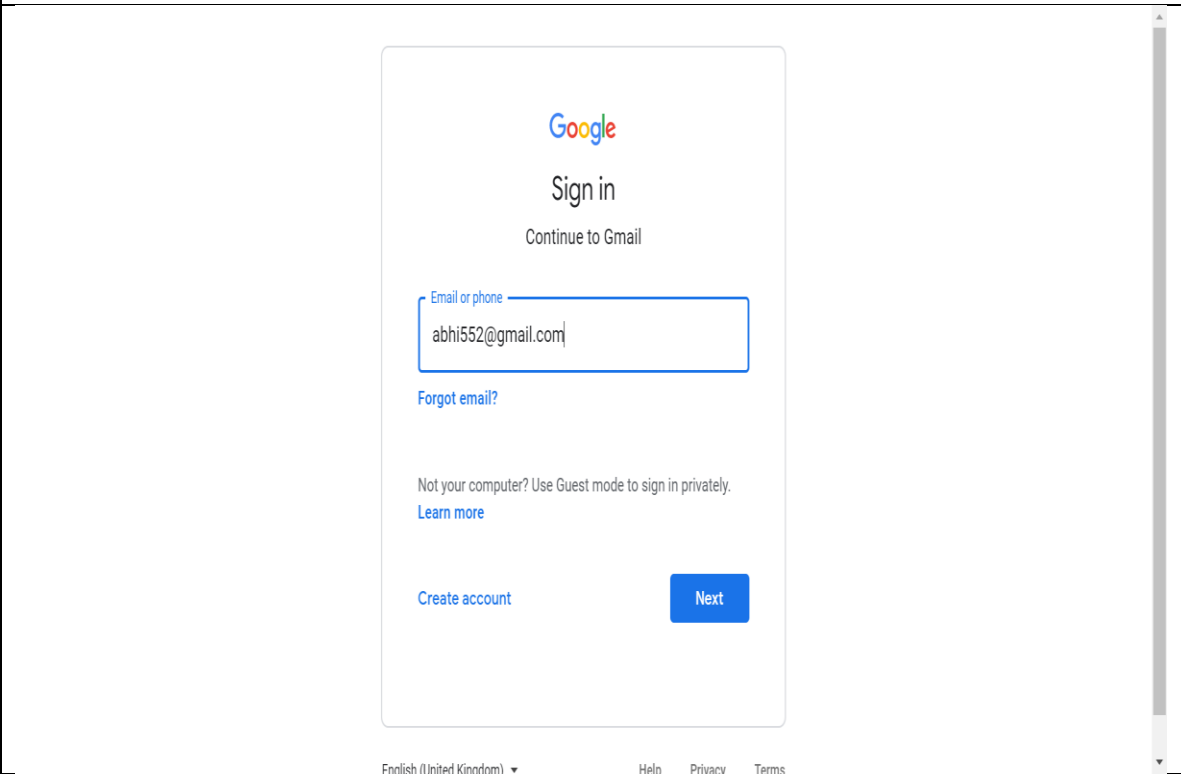 Google
Sign in
Continue to Gmail
Email or phone
abhi552@gmail.com
Forgot email?
Not your computer? Use Guest mode to sign in privately.
Learn more
Create account
Next
English (United Kingdom)
Help
Privacy
Terms